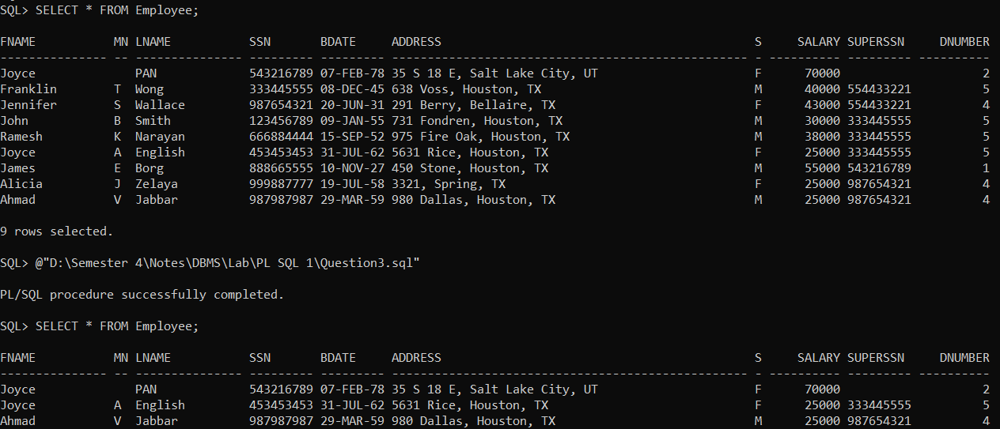 SQL> SELECT * FROM Employee;
FNAME           MN LNAME           SSN       BDATE     ADDRESS                                            S     SALARY SUPERSSN    DNUMBER
--------------- -- --------------- --------- --------- -------------------------------------------------- - ---------- --------- ----------
Joyce              PAN             543216789 07-FEB-78 35 S 18 E, Salt Lake City, UT                      F      70000                    2
Franklin        T  Wong            333445555 08-DEC-45 638 Voss, Houston, TX                              M      40000 554433221          5
Jennifer        S  Wallace         987654321 20-JUN-31 291 Berry, Bellaire, TX                            F      43000 554433221          4
John            B  Smith           123456789 09-JAN-55 731 Fondren, Houston, TX                           M      30000 333445555          5
Ramesh          K  Narayan         666884444 15-SEP-52 975 Fire Oak, Houston, TX                          M      38000 333445555          5
Joyce           A  English         453453453 31-JUL-62 5631 Rice, Houston, TX                             F      25000 333445555          5
James           E  Borg            888665555 10-NOV-27 450 Stone, Houston, TX                             M      55000 543216789          1
Alicia          J  Zelaya          999887777 19-JUL-58 3321, Spring, TX                                   F      25000 987654321          4
Ahmad           V  Jabbar          987987987 29-MAR-59 980 Dallas, Houston, TX                            M      25000 987654321          4
9 rows selected.
SQL> @"D:\Semester 4\Notes\DBMS\Lab\PL SQL 1\Question3.sql"
PL/SQL procedure successfully completed.
SQL> SELECT * FROM Employee;
FNAME           MN LNAME           SSN       BDATE     ADDRESS                                            S     SALARY SUPERSSN    DNUMBER
--------------- -- --------------- --------- --------- -------------------------------------------------- - ---------- --------- ----------
Joyce              PAN             543216789 07-FEB-78 35 S 18 E, Salt Lake City, UT                      F      70000                    2
Joyce           A  English         453453453 31-JUL-62 5631 Rice, Houston, TX                             F      25000 333445555          5
Ahmad           V  Jabbar          987987987 29-MAR-59 980 Dallas, Houston, TX                            M      25000 987654321          4